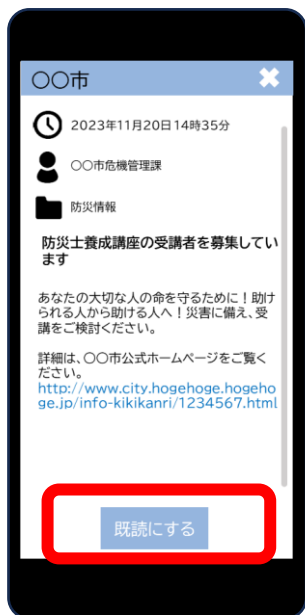 〇〇市
2023年11月20日14時35分
〇〇市危機管理課
防災情報
防災士養成講座の受講者を募集してい
ます
あなたの大切な人の命を守るために！助け
られる人から助ける人へ！災害に備え、受
講をご検討ください。
詳細は、〇〇市公式ホームページをご覧く
ださい。
http://www.city.hogehoge.hogeho
ge.jp/info-kikikanri/1234567.html
既読にする